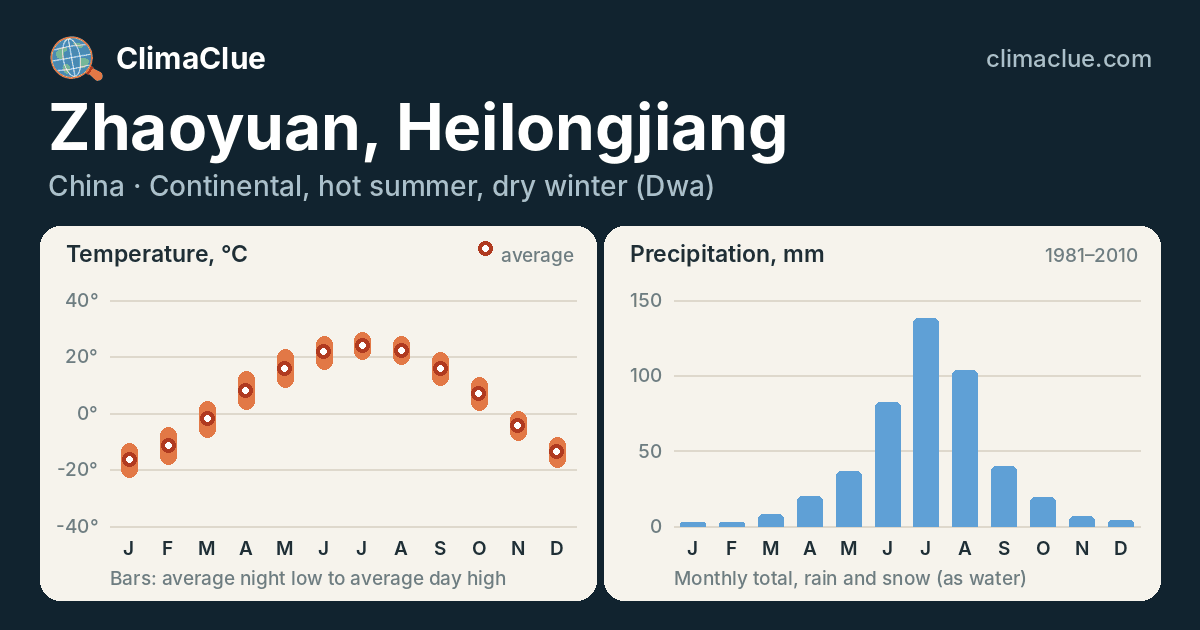 ClimaClue
climaclue.com
Zhaoyuan, Heilongjiang
China · Continental, hot summer, dry winter (Dwa)
Temperature, °C
average
40°
20°
0°
-20°
-40°
J F M A M J J A S O N D
Bars: average night low to average day high
Precipitation, mm
1981–2010
150
100
50
0
J F M A M J J A S O N D
Monthly total, rain and snow (as water)